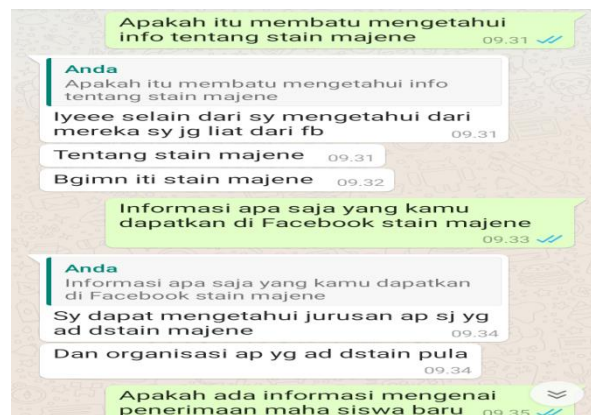 Apakah itu membatu mengetahui
info tentang stain majene 09.31
Anda
Apakah itu membatu mengetahui info
tentang stain majene
Iyeee selain dari sy mengetahui dari
mereka sy jg liat dari fb 09.31
Tentang stain majene 09.31
Bgimn iti stain majene 09.32
Informasi apa saja yang kamu
dapatkan di Facebook stain majene
09.33
Anda
Informasi apa saja yang kamu dapatkan
di Facebook stain majene
Sy dapat mengetahui jurusan ap sj yg
ad dstain majene 09.34
Dan organisasi ap yg ad dstain pula
09.34
Apakah ada informasi mengenai
penerimaan maha siswa baru 09.35